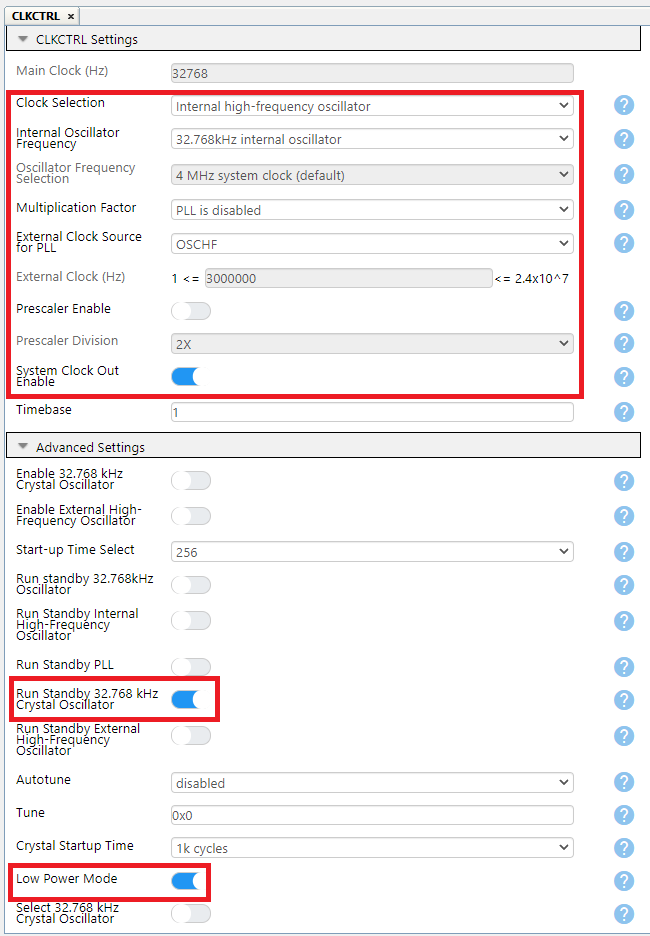 CLKCTRL ×
CLKCTRL Settings
Main Clock (Hz)
32768
Clock Selection
Internal high-frequency oscillator
?
Internal Oscillator
Frequency
32.768kHz internal oscillator
?
Oscillator Frequency
Selection
4 MHz system clock (default)
?
Multiplication Factor
PLL is disabled
?
External Clock Source
for PLL
OSCHF
?
External Clock (Hz)
1 <= 3000000 <= 2.4x10^7
Prescaler Enable
?
Prescaler Division
2X
?
System Clock Out
Enable
?
Timebase
1
?
Advanced Settings
Enable 32.768 kHz
Crystal Oscillator
?
Enable External High-
Frequency Oscillator
?
Start-up Time Select
256
?
Run standby 32.768kHz
Oscillator
?
Run Standby Internal
High-Frequency
Oscillator
?
Run Standby PLL
?
Run Standby 32.768 kHz
Crystal Oscillator
?
Run Standby External
High-Frequency
Oscillator
?
Autotune
disabled
?
Tune
0x0
?
Crystal Startup Time
1k cycles
?
Low Power Mode
?
Select 32.768 kHz
Crystal Oscillator
?